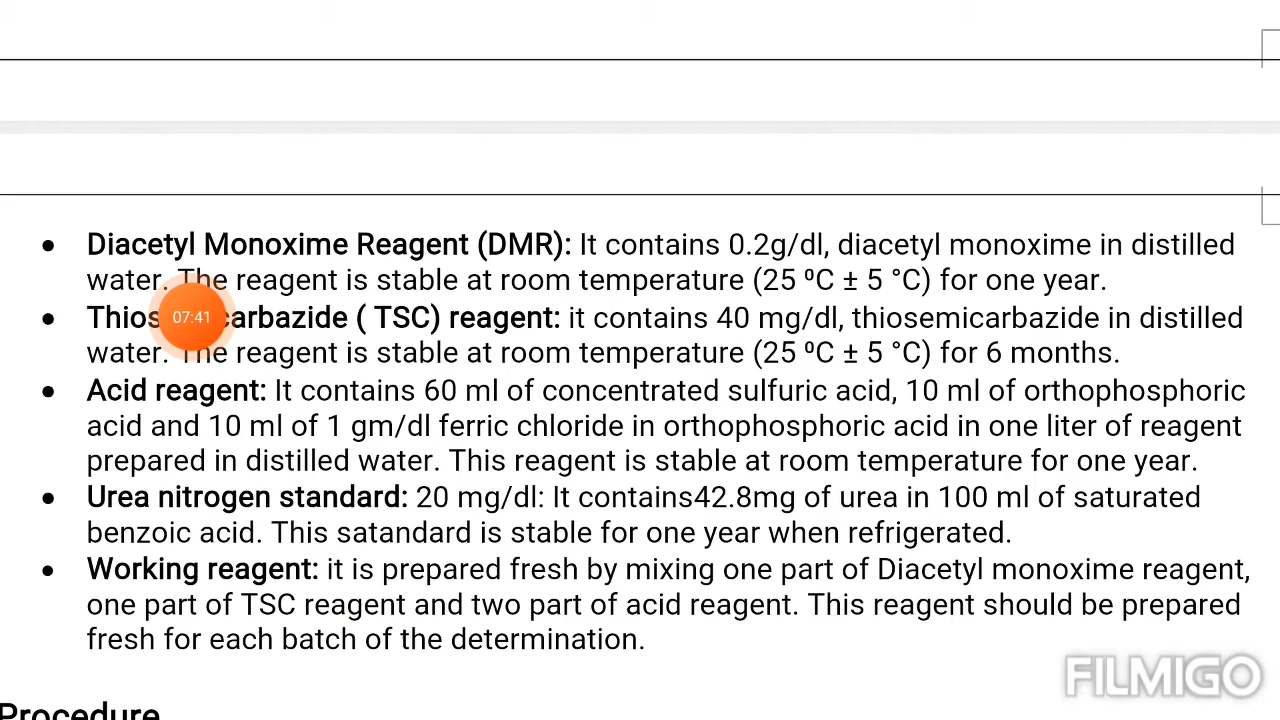 • Diacetyl Monoxime Reagent (DMR): It contains 0.2g/dl, diacetyl monoxime in distilled
water. The reagent is stable at room temperature (25 ⁰C ± 5 °C) for one year.
• Thios arbazide ( TSC) reagent: it contains 40 mg/dl, thiosemicarbazide in distilled
water. The reagent is stable at room temperature (25 ⁰C ± 5 °C) for 6 months.
07:41
• Acid reagent: It contains 60 ml of concentrated sulfuric acid, 10 ml of orthophosphoric
acid and 10 ml of 1 gm/dl ferric chloride in orthophosphoric acid in one liter of reagent
prepared in distilled water. This reagent is stable at room temperature for one year.
• Urea nitrogen standard: 20 mg/dl: It contains42.8mg of urea in 100 ml of saturated
benzoic acid. This satandard is stable for one year when refrigerated.
• Working reagent: it is prepared fresh by mixing one part of Diacetyl monoxime reagent,
one part of TSC reagent and two part of acid reagent. This reagent should be prepared
fresh for each batch of the determination.
Procedure
FILMIGO